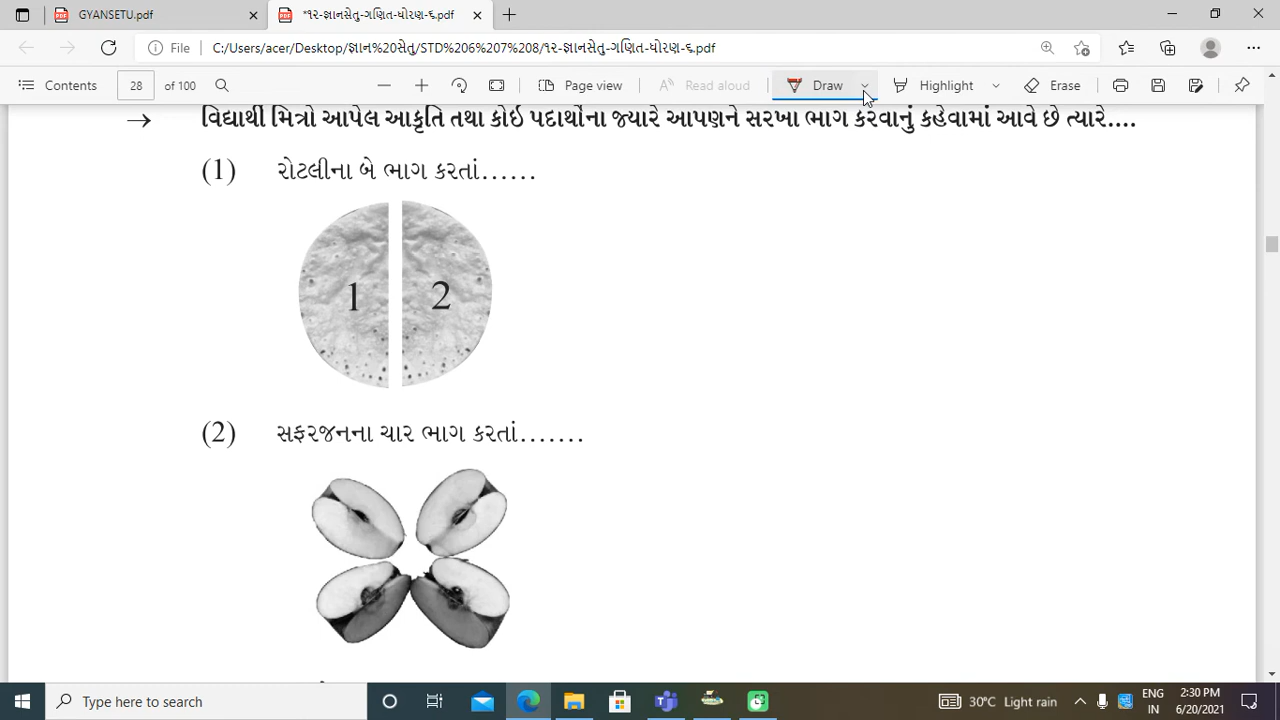 GYANSETU.pdf
*૧૨-જ્ઞાનસેતુ-ગણિત-ધોરણ-૬.pdf
File C:/Users/acer/Desktop/જ્ઞાન%20સેતુ/STD%206%207%208/૧૨-જ્ઞાનસેતુ-ગણિત-ધોરણ-૬.pdf
Contents 28 of 100 Page view Read aloud Draw Highlight Erase
→ વિદ્યાર્થી મિત્રો આપેલ આકૃતિ તથા કોઇ પદાર્થોના જ્યારે આપણને સરખા ભાગ કરવાનું કહેવામાં આવે છે ત્યારે....
(1) રોટલીના બે ભાગ કરતાં......
1 2
(2) સફરજનના ચાર ભાગ કરતાં.......
Type here to search 30°C Light rain ENG 2:30 PM
IN 6/20/2021